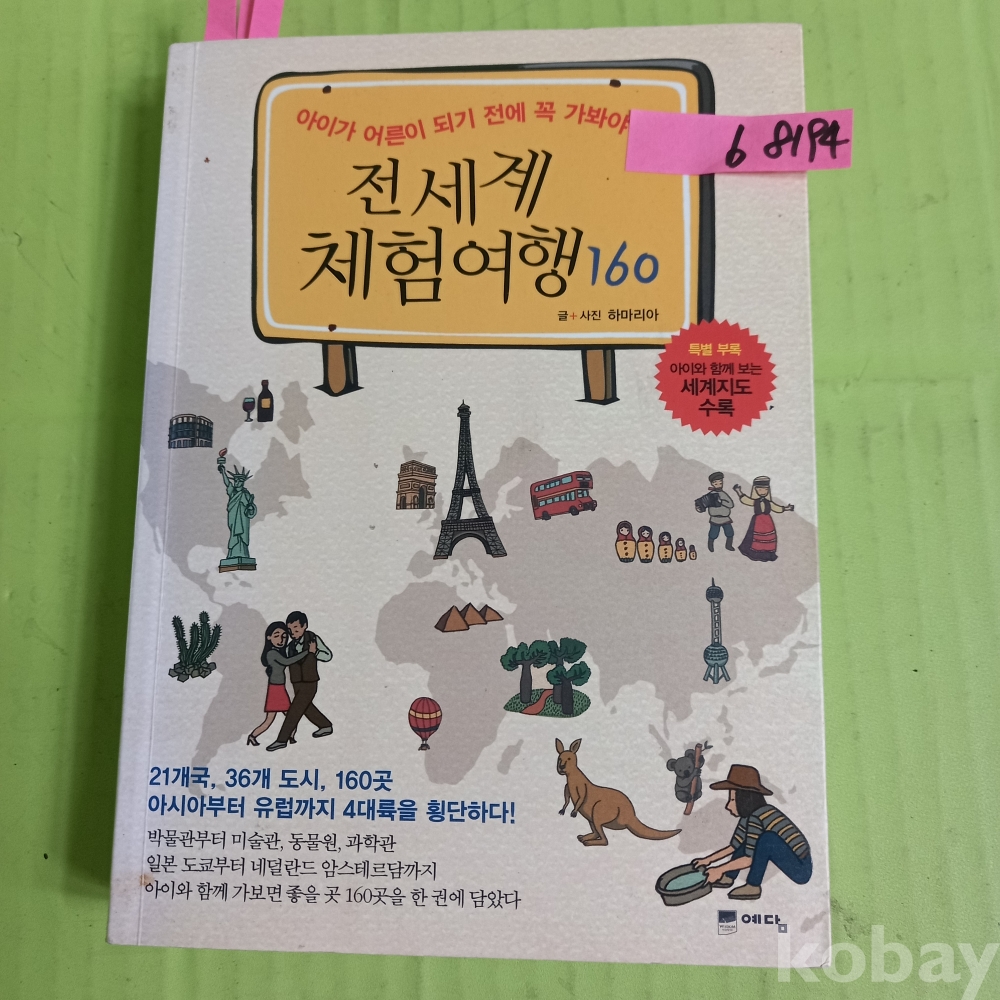 아이가 어른이 되기 전에 꼭 가봐야
6 8194
전세계
체험여행 160
글+사진 하마리아
특별 부록
아이와 함께 보는
세계지도
수록
21개국, 36개 도시, 160곳
아시아부터 유럽까지 4대륙을 횡단하다!
박물관부터 미술관, 동물원, 과학관
일본 도쿄부터 네덜란드 암스테르담까지
아이와 함께 가보면 좋을 곳 160곳을 한 권에 담았다
예담
kobay